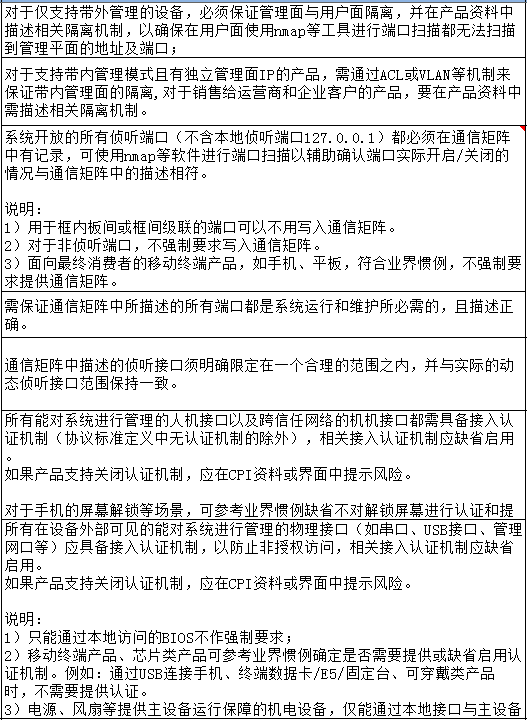 对于仅支持带外管理的设备，必须保证管理面与用户面隔离，并在产品资料中
描述相关隔离机制，以确保在用户面使用nmap等工具进行端口扫描都无法扫描
到管理平面的地址及端口；
对于支持带内管理模式且有独立管理面IP的产品，需通过ACL或VLAN等机制来
保证带内管理面的隔离,对于销售给运营商和企业客户的产品，要在产品资料中
需描述相关隔离机制。
系统开放的所有侦听端口（不含本地侦听端口127.0.0.1）都必须在通信矩阵
中有记录，可使用nmap等软件进行端口扫描以辅助确认端口实际开启/关闭的
情况与通信矩阵中的描述相符。
说明：
1）用于框内板间或框间级联的端口可以不用写入通信矩阵。
2）对于非侦听端口，不强制要求写入通信矩阵。
3）面向最终消费者的移动终端产品，如手机、平板，符合业界惯例，不强制要
求提供通信矩阵。
需保证通信矩阵中所描述的所有端口都是系统运行和维护所必需的，且描述正
确。
通信矩阵中描述的侦听接口须明确限定在一个合理的范围之内，并与实际的动
态侦听接口范围保持一致。
所有能对系统进行管理的人机接口以及跨信任网络的机机接口都需具备接入认
证机制（协议标准定义中无认证机制的除外），相关接入认证机制应缺省启用
。
如果产品支持关闭认证机制，应在CPI资料或界面中提示风险。
对于手机的屏幕解锁等场景，可参考业界惯例缺省不对解锁屏幕进行认证和提
所有在设备外部可见的能对系统进行管理的物理接口（如串口、USB接口、管理
网口等）应具备接入认证机制，以防止非授权访问，相关接入认证机制应缺省
启用。
如果产品支持关闭认证机制，应在CPI资料或界面中提示风险。
说明：
1）只能通过本地访问的BIOS不作强制要求；
2）移动终端产品、芯片类产品可参考业界惯例确定是否需要提供或缺省启用认
证机制。例如：通过USB连接手机、终端数据卡/E5/固定台、可穿戴类产品
时，不需要提供认证。
3）电源、风扇等提供主设备运行保障的机电设备，仅能通过本地接口与主设备